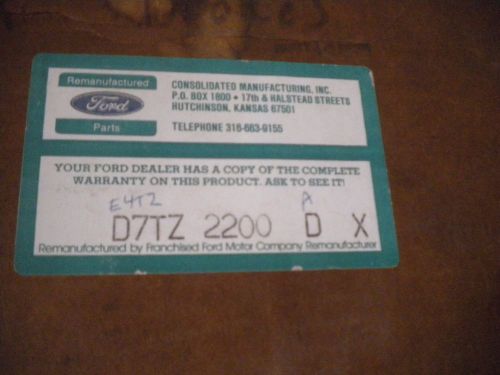 Remanufactured
Ford
Parts
CONSOLIDATED MANUFACTURING, INC.
P.O. BOX 1800 • 17th & HALSTEAD STREETS
HUTCHINSON, KANSAS 67501
TELEPHONE 316-663-9155
YOUR FORD DEALER HAS A COPY OF THE COMPLETE
WARRANTY ON THIS PRODUCT. ASK TO SEE IT!
E4TZ A
D7TZ 2200 D X
Remanufactured by Franchised Ford Motor Company Remanufacturer